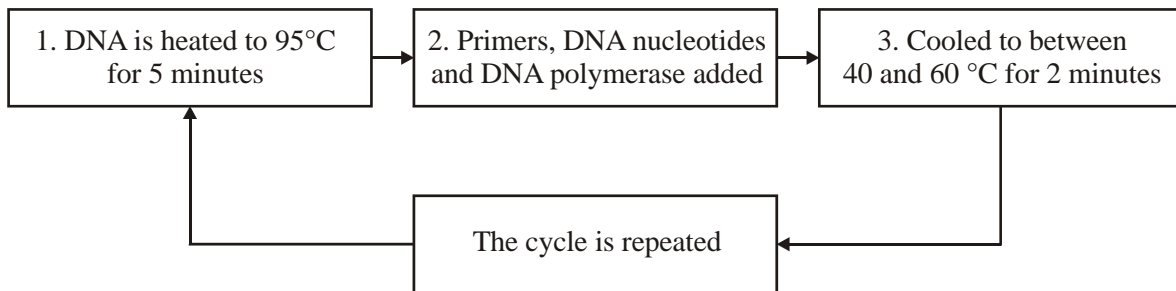 1. DNA is heated to 95°C
for 5 minutes
2. Primers, DNA nucleotides
and DNA polymerase added
3. Cooled to between
40 and 60 °C for 2 minutes
The cycle is repeated